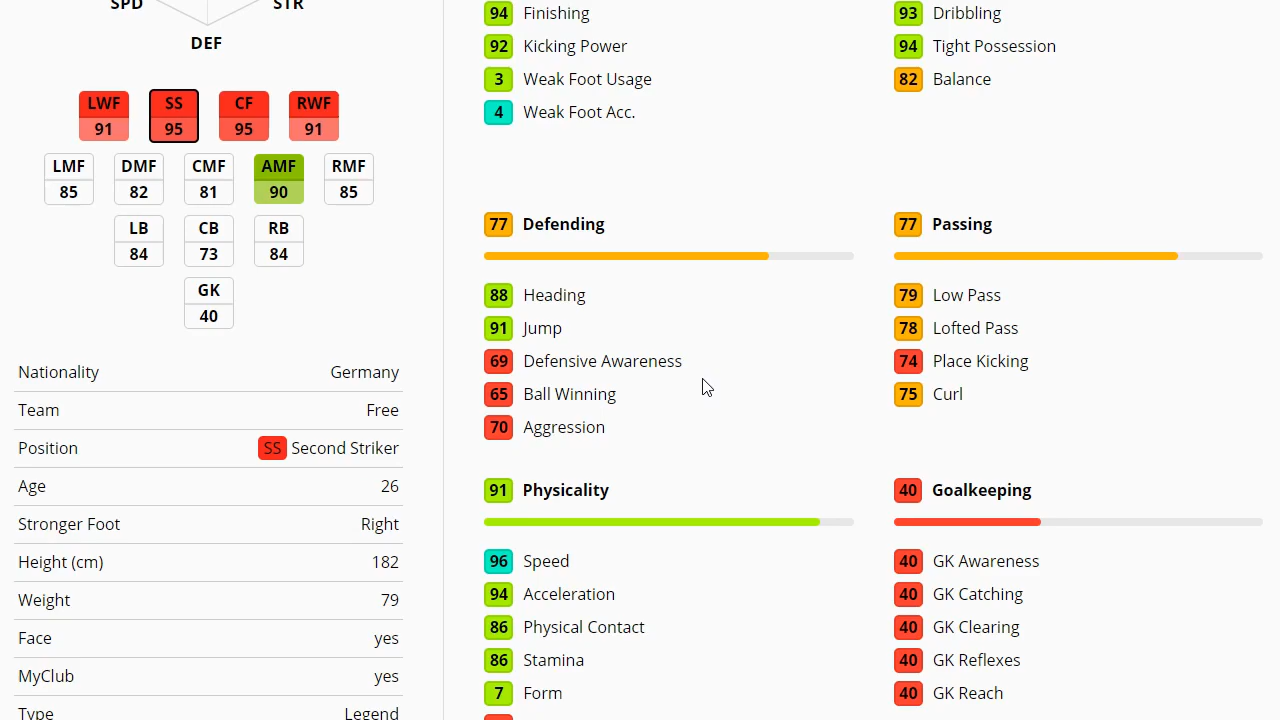 SPD
STR
DEF
LWF SS CF RWF
91 95 95 91
LMF DMF CMF AMF RMF
85 82 81 90 85
LB CB RB
84 73 84
GK
40
Nationality Germany
Team Free
Position SS Second Striker
Age 26
Stronger Foot Right
Height (cm) 182
Weight 79
Face yes
MyClub yes
Type Legend
94 Finishing
92 Kicking Power
3 Weak Foot Usage
4 Weak Foot Acc.
93 Dribbling
94 Tight Possession
82 Balance
77 Defending
88 Heading
91 Jump
69 Defensive Awareness
65 Ball Winning
70 Aggression
77 Passing
79 Low Pass
78 Lofted Pass
74 Place Kicking
75 Curl
91 Physicality
96 Speed
94 Acceleration
86 Physical Contact
86 Stamina
7 Form
40 Goalkeeping
40 GK Awareness
40 GK Catching
40 GK Clearing
40 GK Reflexes
40 GK Reach